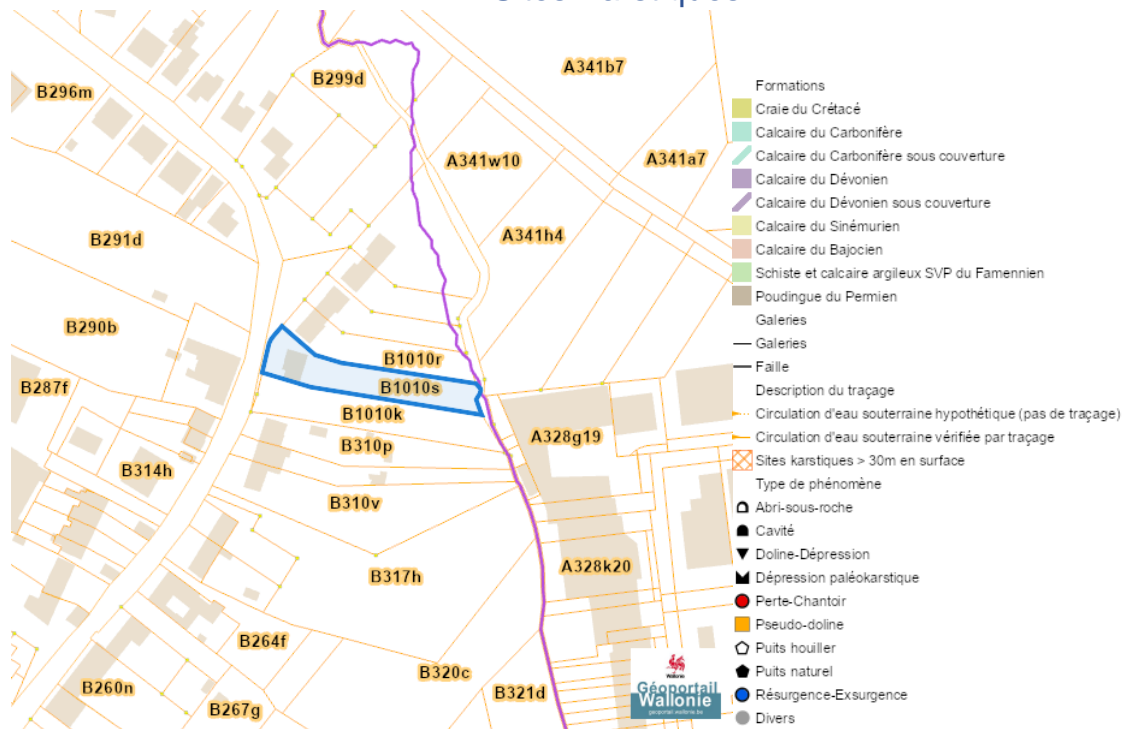 B296m
B299d
A341b7
A341w10
A341a7
B291d
A341h4
B290b
B287f
B1010r
B1010s
B1010k
B310p
A328g19
B314h
B310v
B317h
A328k20
B264f
B260n
B267g
B320c
B321d
Formations
Craie du Crétacé
Calcaire du Carbonifère
Calcaire du Carbonifère sous couverture
Calcaire du Dévonien
Calcaire du Dévonien sous couverture
Calcaire du Sinémurien
Calcaire du Bajocien
Schiste et calcaire argileux SVP du Famennien
Poudingue du Permien
Galeries
Galeries
Faille
Description du traçage
Circulation d'eau souterraine hypothétique (pas de traçage)
Circulation d'eau souterraine vérifiée par traçage
Sites karstiques > 30m en surface
Type de phénomène
Abri-sous-roche
Cavité
Doline-Dépression
Dépression paléokarstique
Perte-Chantoir
Pseudo-doline
Puits houiller
Puits naturel
Résurgence-Exsurgence
Divers
Wallonie
Géoportail
Wallonie
geoportail.wallonie.be